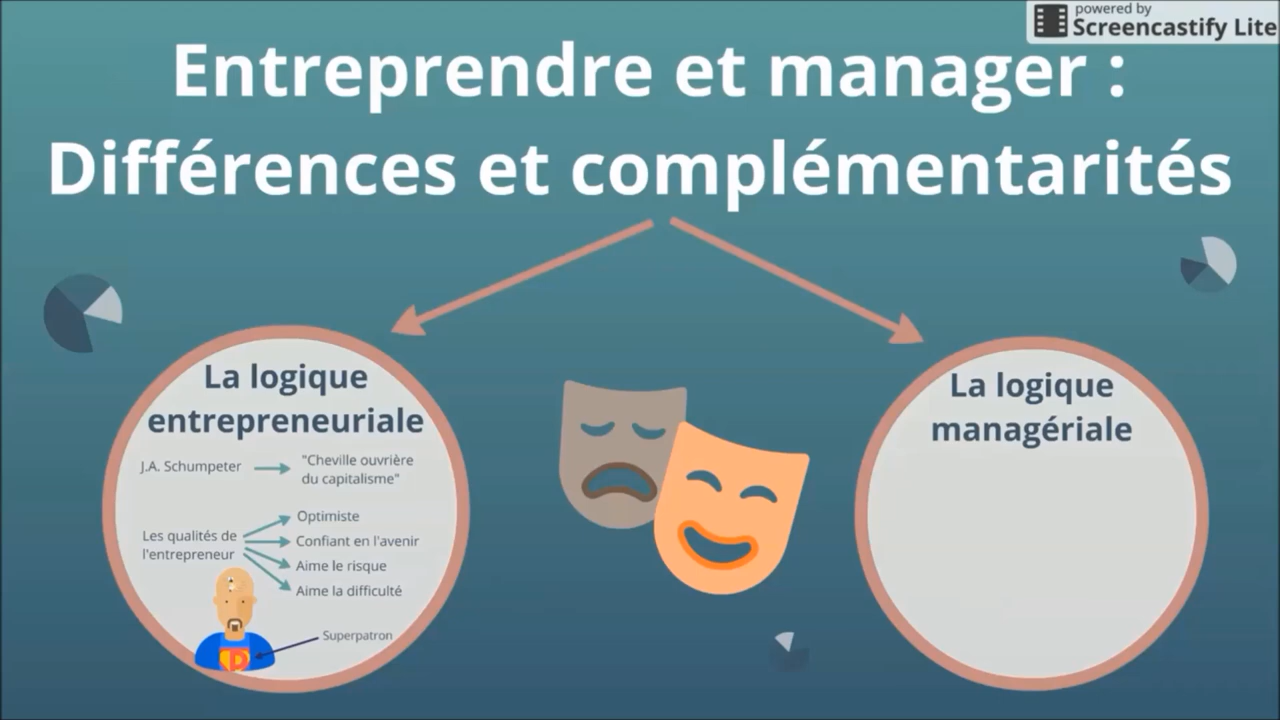 powered by
Screencastify Lite
Entreprendre et manager :
Différences et complémentarités
La logique
entrepreneuriale
J.A. Schumpeter
"Cheville ouvrière
du capitalisme"
Les qualités de
l'entrepreneur
Optimiste
Confiant en l'avenir
Aime le risque
Aime la difficulté
Superpatron
D
La logique
managériale